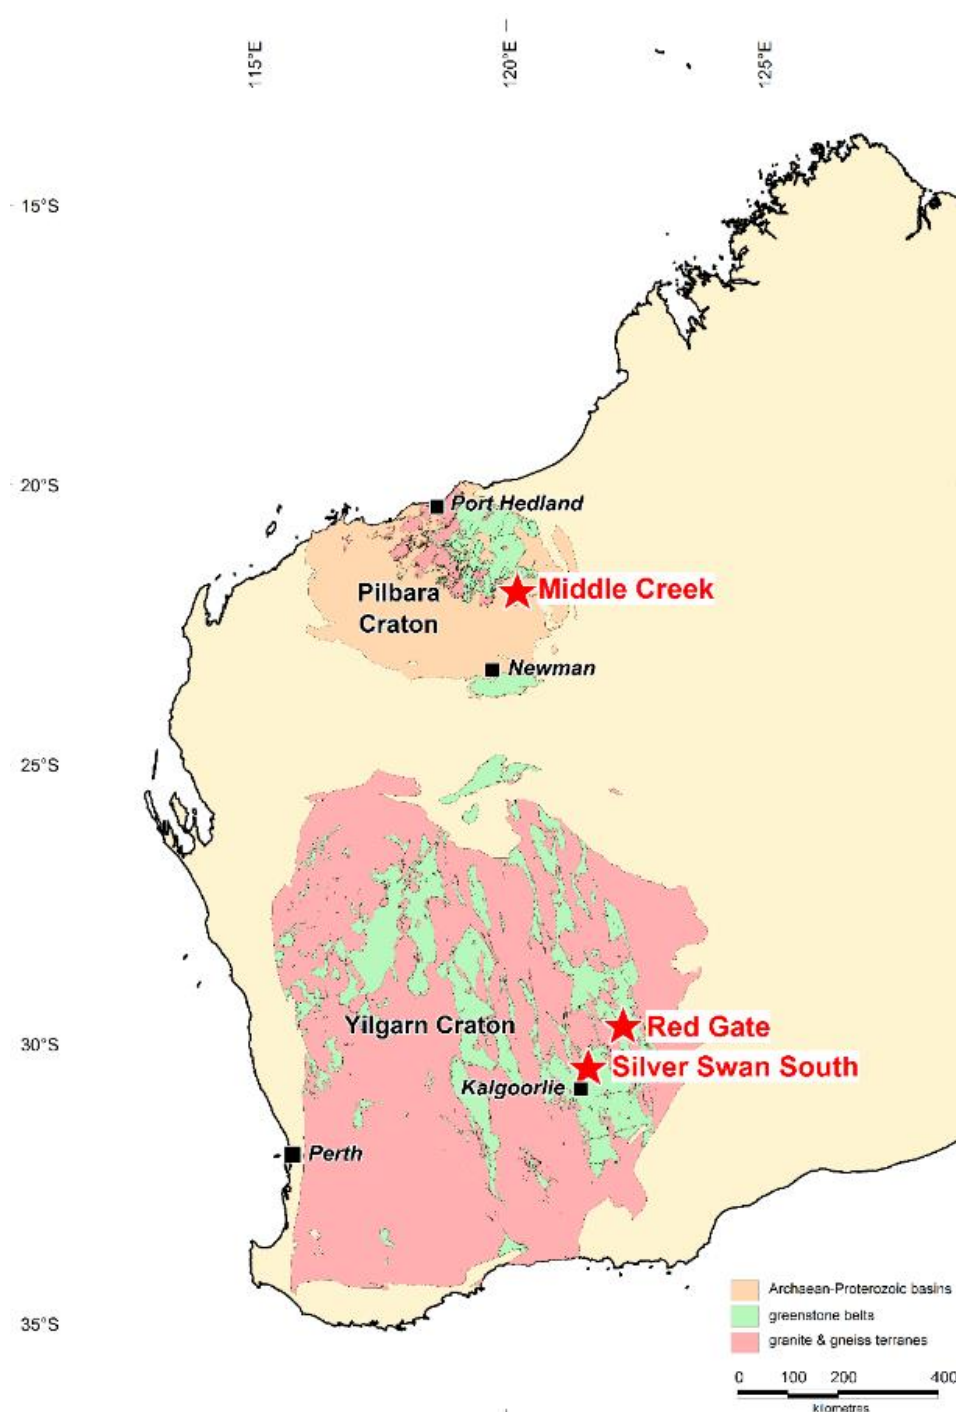 115°E
120°E
125°E
15°S
20°S
Port Hedland
Middle Creek
Pilbara
Craton
Newman
25°S
Yilgarn Craton
Red Gate
30°S
Silver Swan South
Kalgoorlie
Perth
Archaean-Proterozoic basins
greenstone belts
granite & gneiss terranes
35°S
0 100 200 400
kilometres